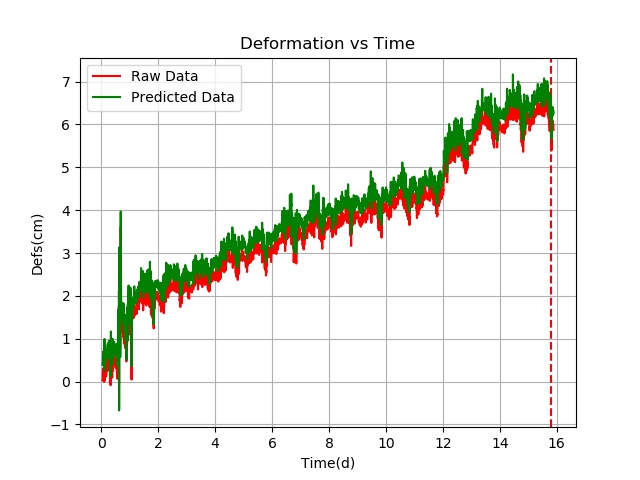 Deformation vs Time
Raw Data
Predicted Data
Defs(cm)
7
6
5
4
3
2
1
0
−1
0 2 4 6 8 10 12 14 16
Time(d)